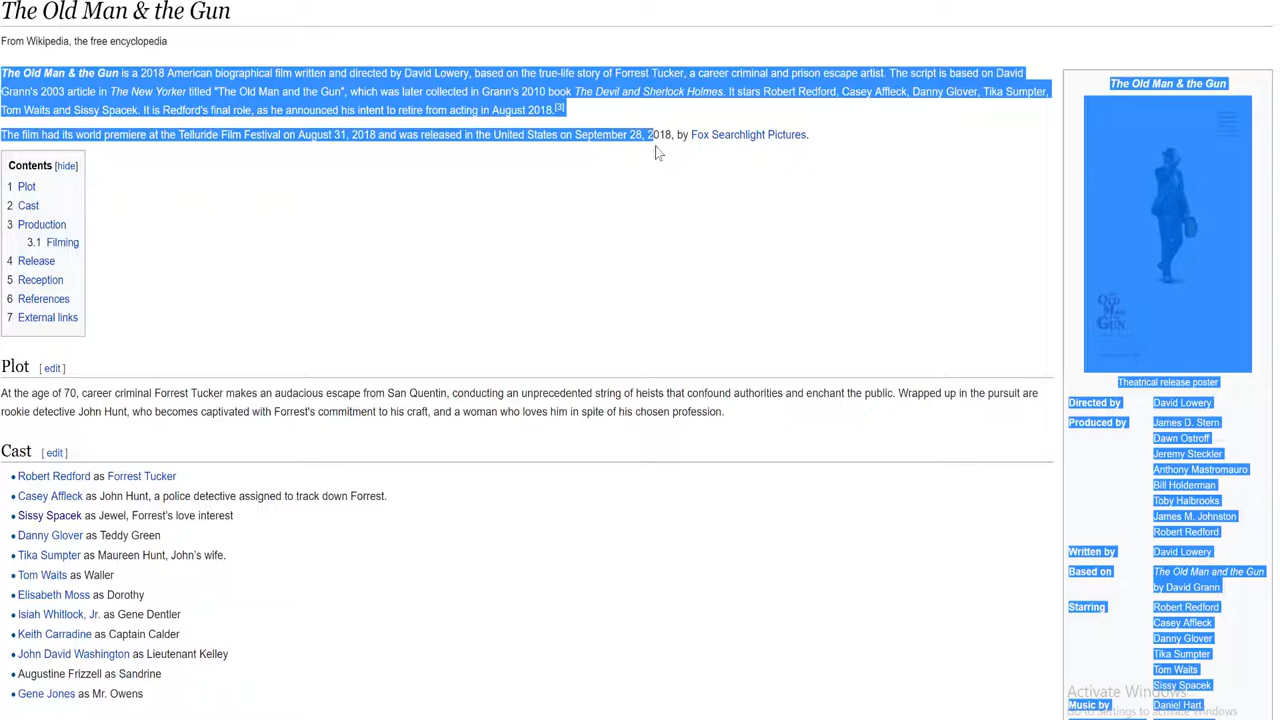 The Old Man & the Gun
From Wikipedia, the free encyclopedia
The Old Man & the Gun is a 2018 American biographical film written and directed by David Lowery, based on the true-life story of Forrest Tucker, a career criminal and prison escape artist. The script is based on David
Grann's 2003 article in The New Yorker titled "The Old Man and the Gun", which was later collected in Grann's 2010 book The Devil and Sherlock Holmes. It stars Robert Redford, Casey Affleck, Danny Glover, Tika Sumpter,
Tom Waits and Sissy Spacek. It is Redford's final role, as he announced his intent to retire from acting in August 2018.[3]
The film had its world premiere at the Telluride Film Festival on August 31, 2018 and was released in the United States on September 28, 2018, by Fox Searchlight Pictures.
Contents [hide]
1 Plot
2 Cast
3 Production
3.1 Filming
4 Release
5 Reception
6 References
7 External links
Plot [ edit ]
At the age of 70, career criminal Forrest Tucker makes an audacious escape from San Quentin, conducting an unprecedented string of heists that confound authorities and enchant the public. Wrapped up in the pursuit are
rookie detective John Hunt, who becomes captivated with Forrest's commitment to his craft, and a woman who loves him in spite of his chosen profession.
Cast [ edit ]
• Robert Redford as Forrest Tucker
• Casey Affleck as John Hunt, a police detective assigned to track down Forrest.
• Sissy Spacek as Jewel, Forrest's love interest
• Danny Glover as Teddy Green
• Tika Sumpter as Maureen Hunt, John's wife.
• Tom Waits as Waller
• Elisabeth Moss as Dorothy
• Isiah Whitlock, Jr. as Gene Dentler
• Keith Carradine as Captain Calder
• John David Washington as Lieutenant Kelley
• Augustine Frizzell as Sandrine
• Gene Jones as Mr. Owens
The Old Man & the Gun
THE
OLD
MAN
&THE
GUN
Theatrical release poster
Directed by David Lowery
Produced by James D. Stern
Dawn Ostroff
Jeremy Steckler
Anthony Mastromauro
Bill Holderman
Toby Halbrooks
James M. Johnston
Robert Redford
Written by David Lowery
Based on The Old Man and the Gun
by David Grann
Starring Robert Redford
Casey Affleck
Danny Glover
Tika Sumpter
Tom Waits
Sissy Spacek
Music by Daniel Hart
Activate Windows
Go to Settings to activate Windows